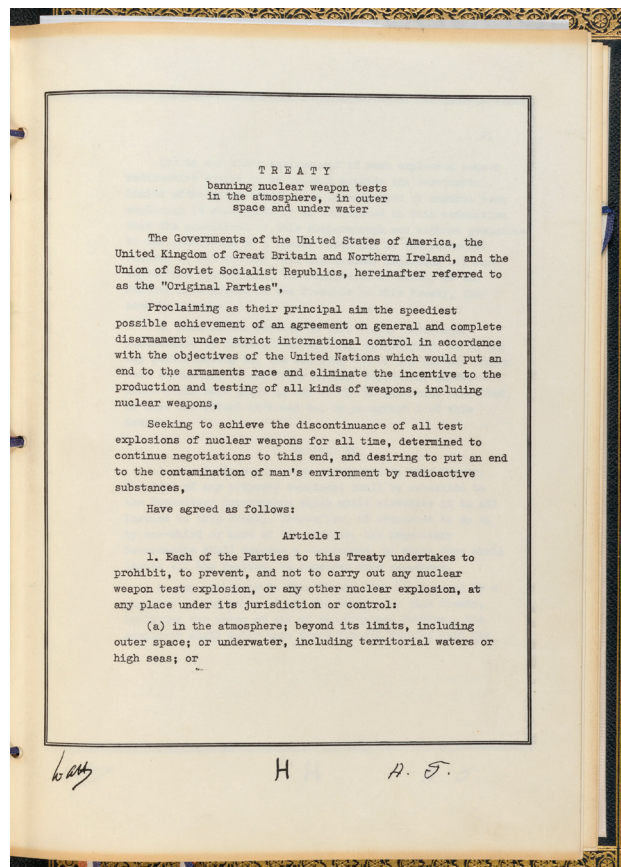 T R E A T Y
banning nuclear weapon tests
in the atmosphere, in outer
space and under water
The Governments of the United States of America, the
United Kingdom of Great Britain and Northern Ireland, and the
Union of Soviet Socialist Republics, hereinafter referred to
as the "Original Parties",
Proclaiming as their principal aim the speediest
possible achievement of an agreement on general and complete
disarmament under strict international control in accordance
with the objectives of the United Nations which would put an
end to the armaments race and eliminate the incentive to the
production and testing of all kinds of weapons, including
nuclear weapons,
Seeking to achieve the discontinuance of all test
explosions of nuclear weapons for all time, determined to
continue negotiations to this end, and desiring to put an end
to the contamination of man's environment by radioactive
substances,
Have agreed as follows:
Article I
1. Each of the Parties to this Treaty undertakes to
prohibit, to prevent, and not to carry out any nuclear
weapon test explosion, or any other nuclear explosion, at
any place under its jurisdiction or control:
(a) in the atmosphere; beyond its limits, including
outer space; or underwater, including territorial waters or
high seas; or
H